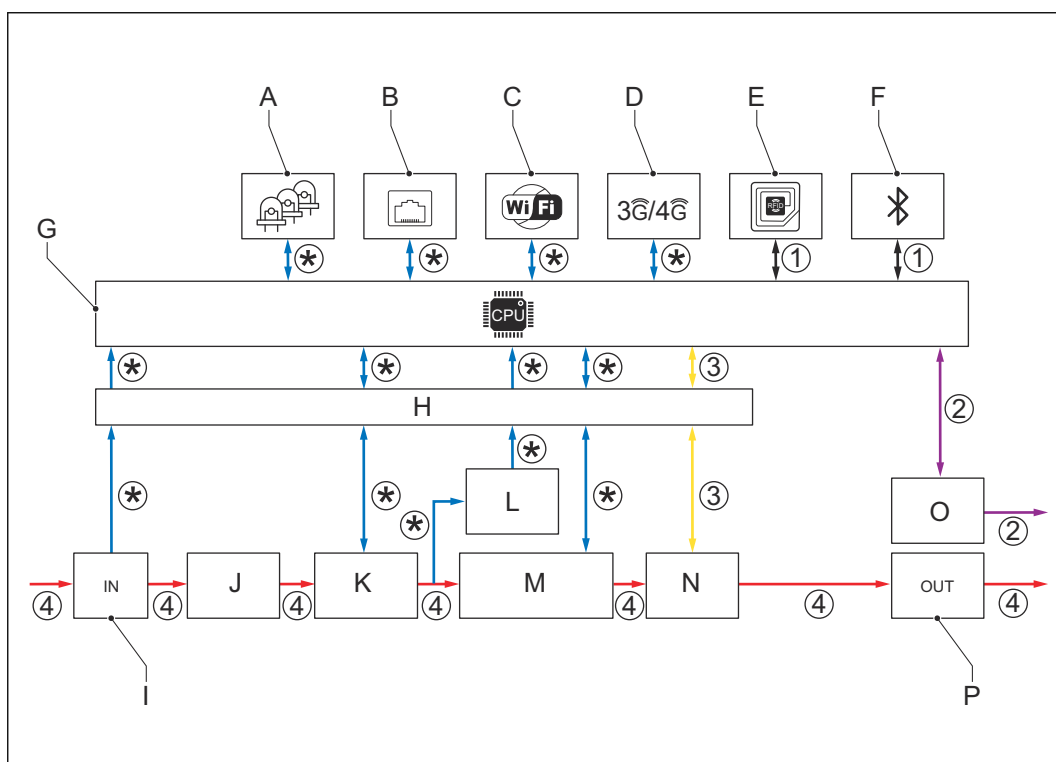 A B C D E F
Wi Fi 3G/4G RFID
G
* * * * 1 1
CPU
* * * * 3
H
2
* * * * * 3
L
O
2
IN J K M N OUT
4 4 4 4 4 4 4
I P